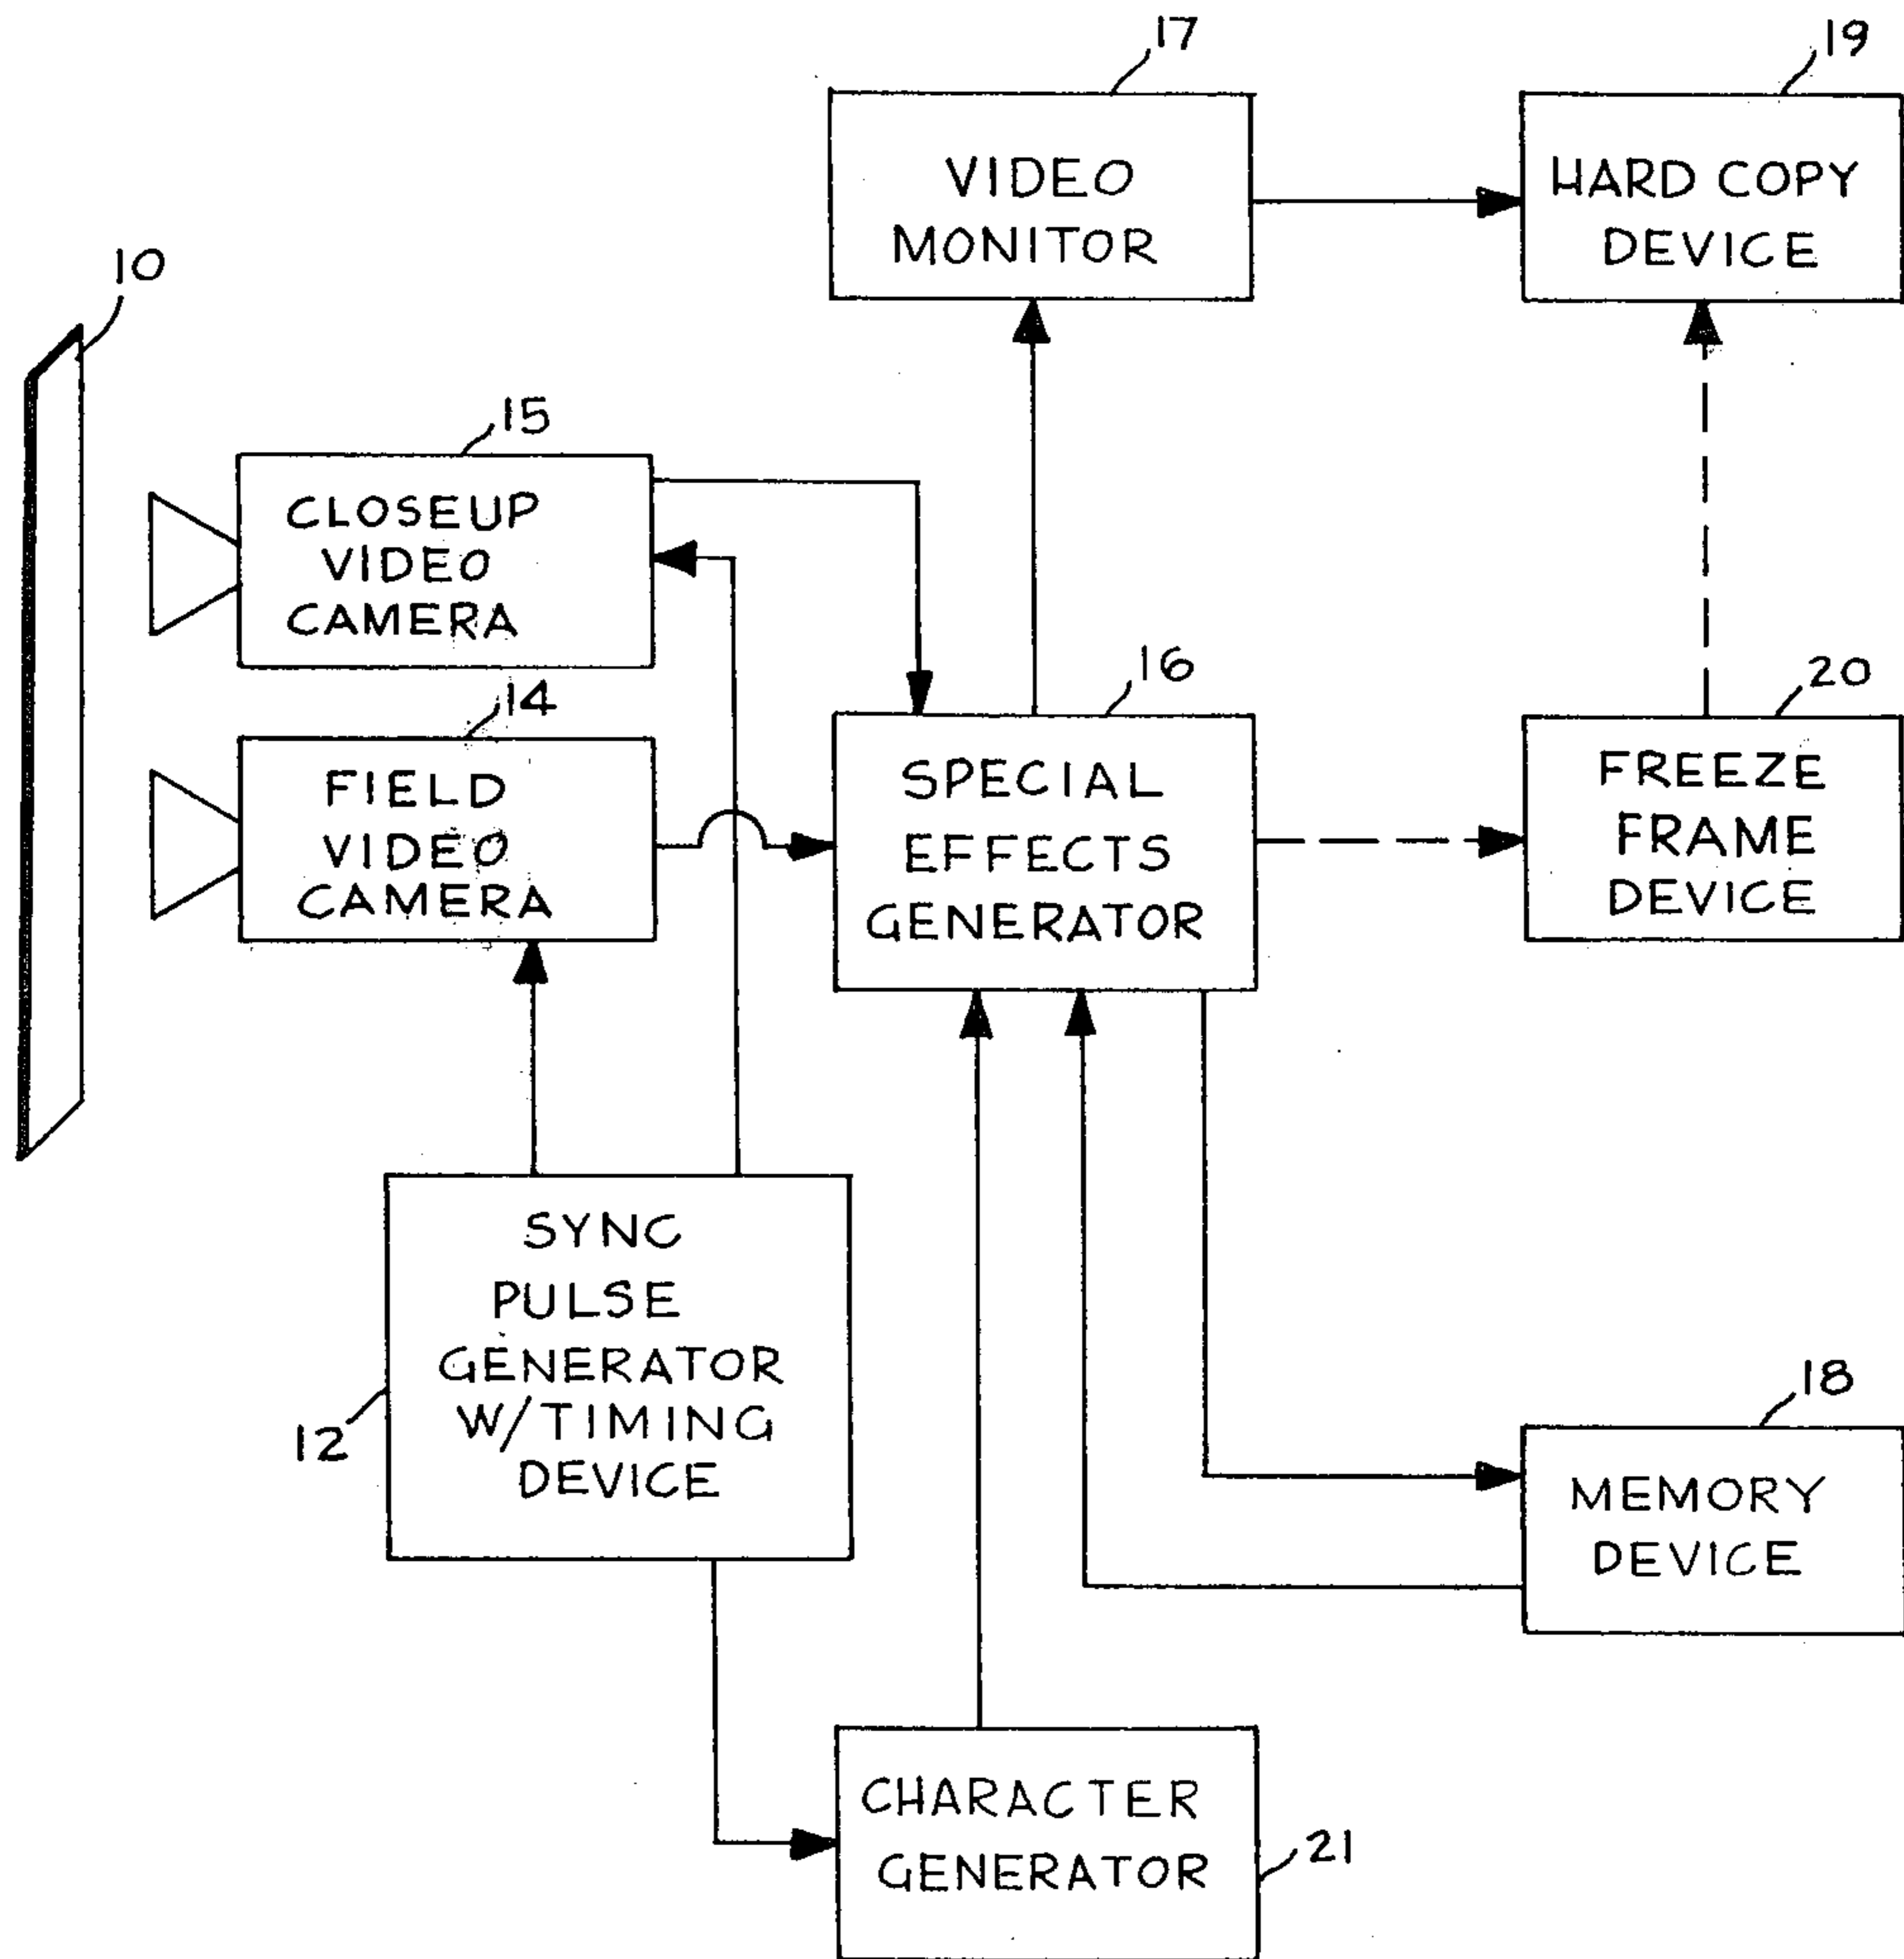 17
19
VIDEO
MONITOR
HARD COPY
DEVICE
10
15
CLOSEUP
VIDEO
CAMERA
14
16
20
FIELD
VIDEO
CAMERA
SPECIAL
EFFECTS
GENERATOR
FREEZE
FRAME
DEVICE
SYNC
PULSE
GENERATOR
W/TIMING
DEVICE
12
18
MEMORY
DEVICE
CHARACTER
GENERATOR
21